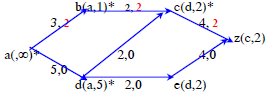 b(a,1)* 2, 2 c(d,2)*
3, 2 4, 2
a(,∞)* z(c,2)
2,0
5,0 4,0
d(a,5)* 2,0 e(d,2)